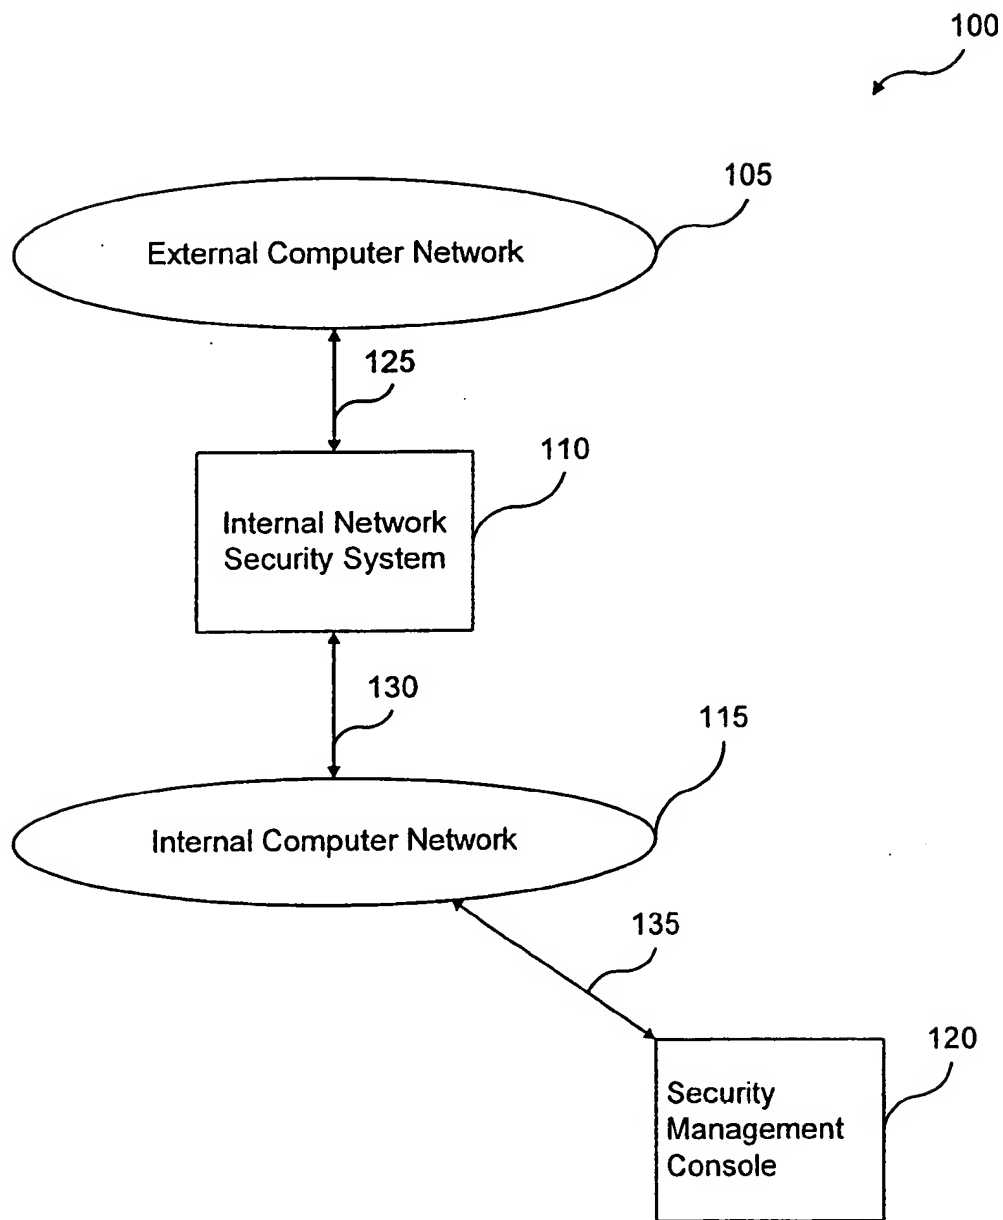 100
105
External Computer Network
125
110
Internal Network
Security System
130
115
Internal Computer Network
135
120
Security
Management
Console